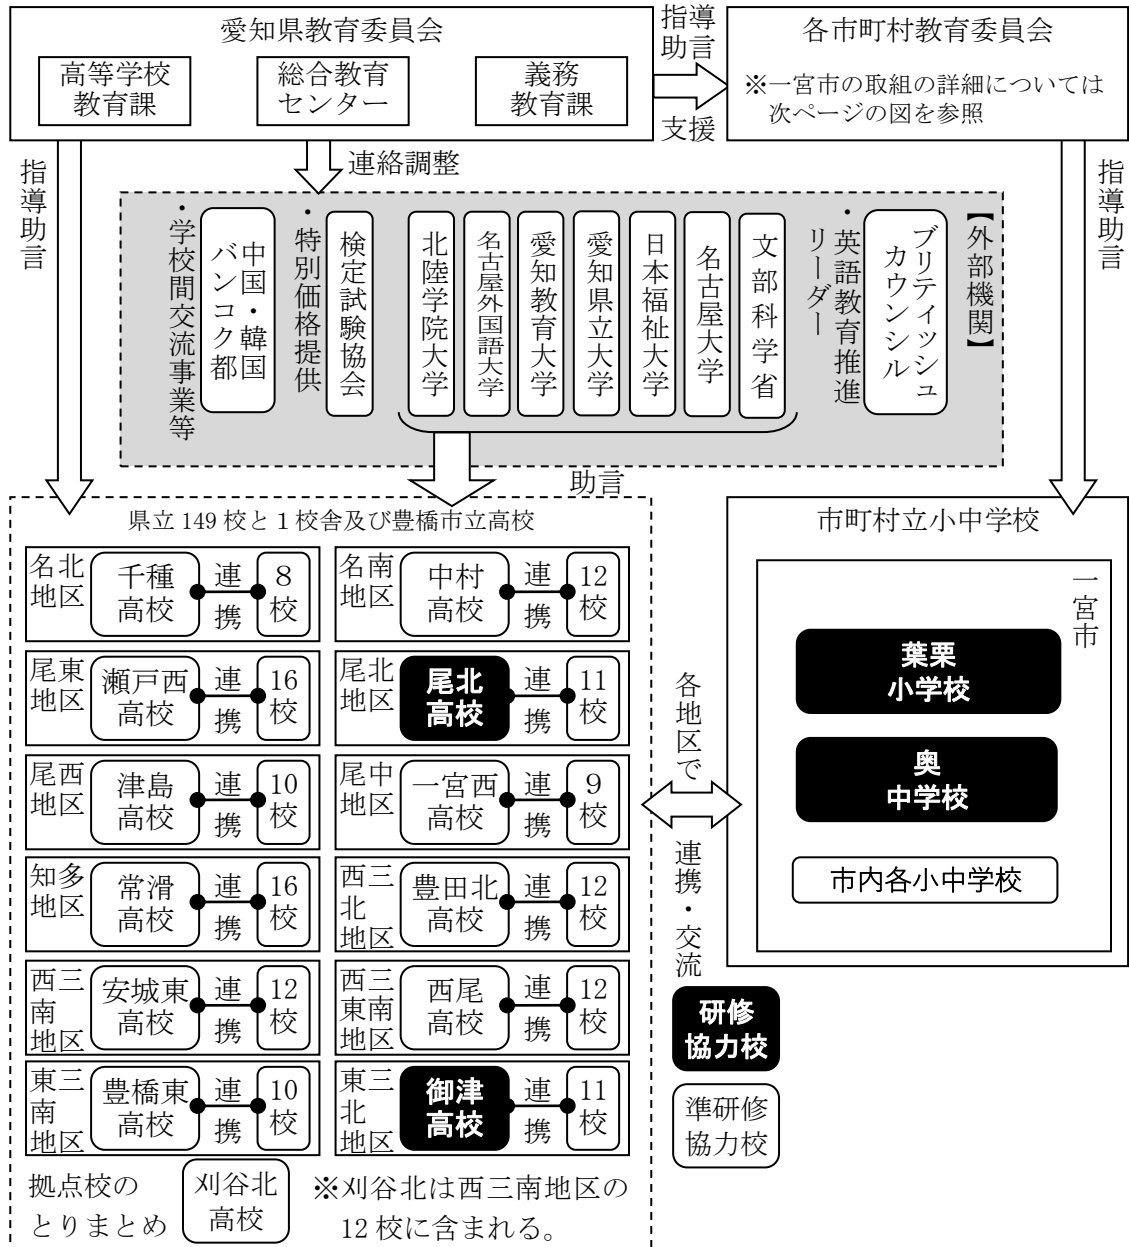 愛知県教育委員会
高等学校
教育課
総合教育
センター
義務
教育課
指導
助言
支援
各市町村教育委員会
※一宮市の取組の詳細については
次ページの図を参照
指導助言
連絡調整
指導助言
【外部機関】
ブリティッシュ
カウンシル
・英語教育推進
リーダー
文部科学省
名古屋大学
日本福祉大学
愛知県立大学
愛知教育大学
名古屋外国語大学
北陸学院大学
検定試験協会
・特別価格提供
中国・韓国
バンコク都
・学校間交流事業等
助言
県立149校と1校舎及び豊橋市立高校
名北
地区
千種
高校
連
携
8
校
名南
地区
中村
高校
連
携
12
校
尾東
地区
瀬戸西
高校
連
携
16
校
尾北
地区
尾北
高校
連
携
11
校
尾西
地区
津島
高校
連
携
10
校
尾中
地区
一宮西
高校
連
携
9
校
知多
地区
常滑
高校
連
携
16
校
西三
北
地区
豊田北
高校
連
携
12
校
西三
南
地区
安城東
高校
連
携
12
校
西三
東南
地区
西尾
高校
連
携
12
校
東三
南
地区
豊橋東
高校
連
携
10
校
東三
北
地区
御津
高校
連
携
11
校
拠点校の
とりまとめ
刈谷北
高校
※刈谷北は西三南地区の
12校に含まれる。
各地区で
連携・交流
市町村立小中学校
一宮市
葉栗
小学校
奥
中学校
市内各小中学校
研修
協力校
準研修
協力校